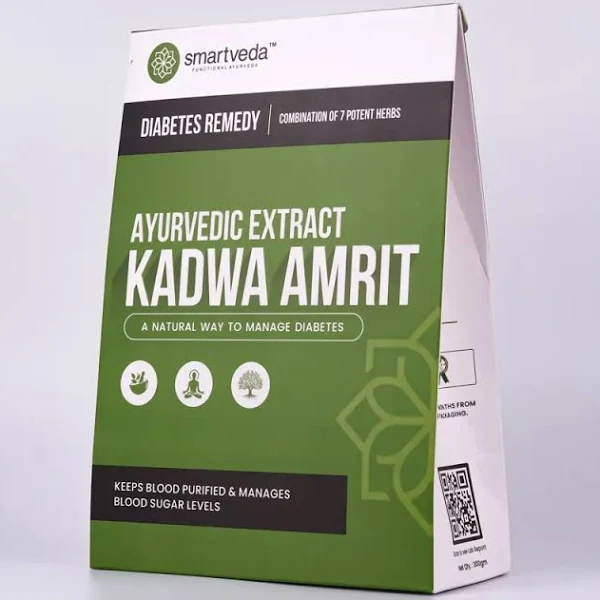 smartveda™
FUNCTIONAL AYURVEDA
DIABETES REMEDY
COMBINATION OF 7 POTENT HERBS
AYURVEDIC EXTRACT
KADWA AMRIT
A NATURAL WAY TO MANAGE DIABETES
KEEPS BLOOD PURIFIED & MANAGES
BLOOD SUGAR LEVELS
R
FROM